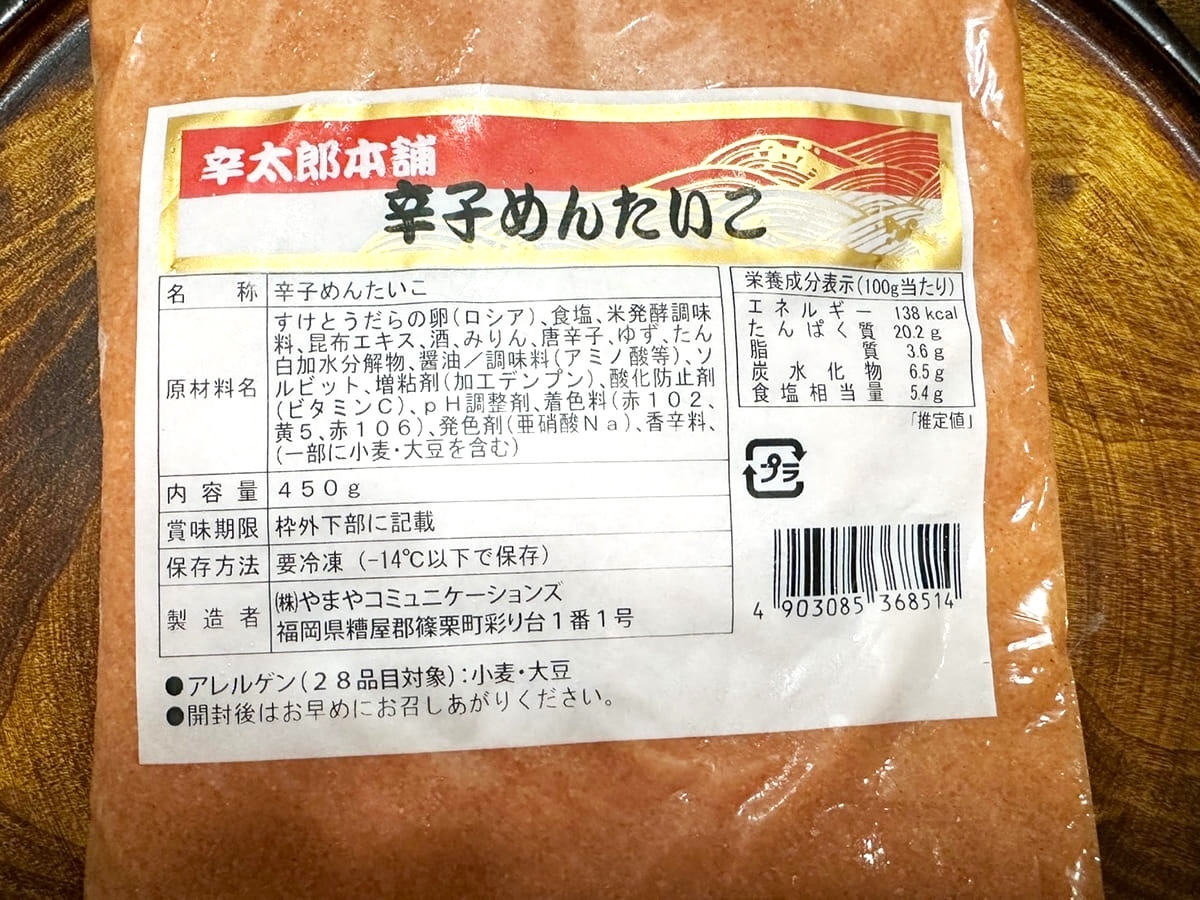 辛太郎本舗
辛子めんたいこ
名 称 辛子めんたいこ
原材料名
すけとうだらの卵(ロシア)、食塩、米発酵調味
料、昆布エキス、酒、みりん、唐辛子、ゆず、たん
白加水分解物、醤油/調味料(アミノ酸等)、ソ
ルビット、増粘剤(加工デンプン)、酸化防止剤
(ビタミンC)、pH調整剤、着色料(赤102、
黄5、赤106)、発色剤(亜硝酸Na)、香辛料、
(一部に小麦・大豆を含む)
内容量 450g
賞味期限 枠外下部に記載
保存方法 要冷凍 (-14℃以下で保存)
製造者
㈱やまやコミュニケーションズ
福岡県糟屋郡篠栗町彩り台1番1号
●アレルゲン(28品目対象):小麦・大豆
●開封後はお早めにお召しあがりください。
栄養成分表示(100g当たり)
エネルギー 138 kcal
たんぱく質 20.2 g
脂質 3.6 g
炭水化物 6.5 g
食塩相当量 5.4 g
「推定値」
プラ
4 903085 368514